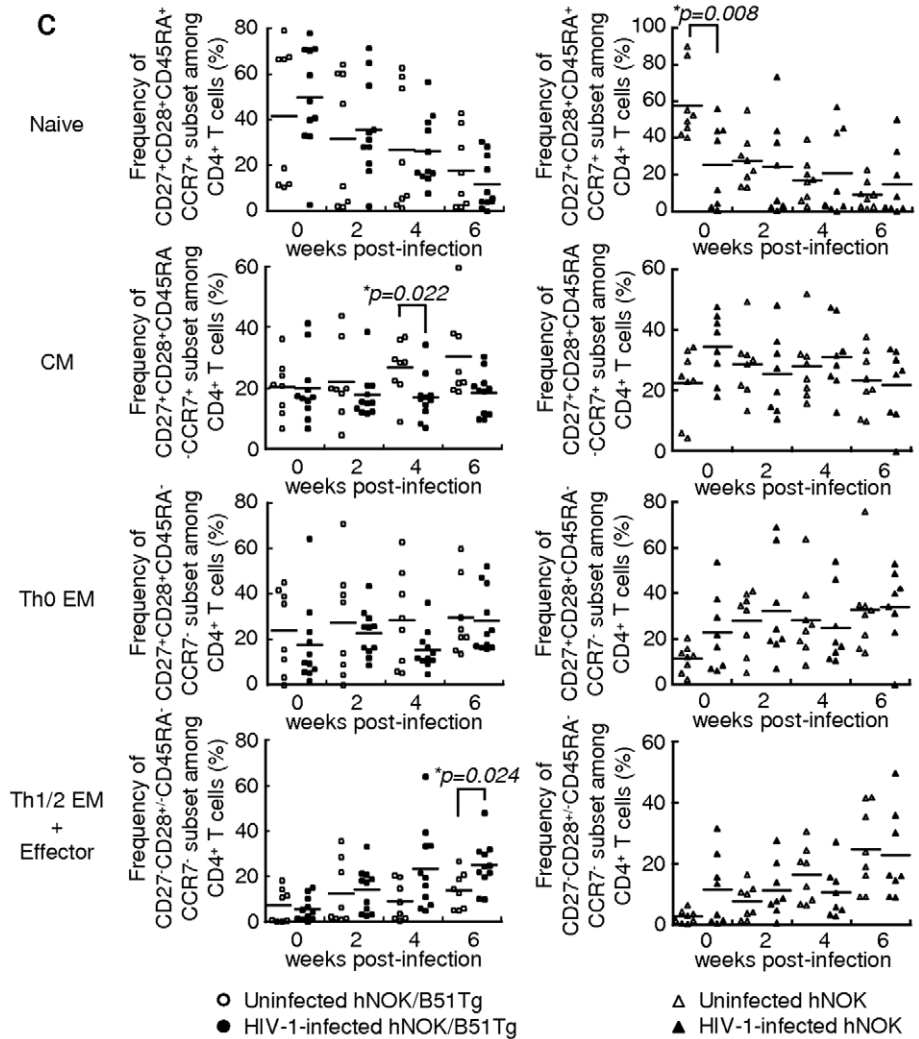 C
Naive
Frequency of
CD27⁺CD28⁺CD45RA⁺
CCR7⁺ subset among
CD4⁺ T cells (%)
80
60
40
20
0
0 2 4 6
weeks post-infection
Frequency of
CD27⁺CD28⁺CD45RA⁺
CCR7⁺ subset among
CD4⁺ T cells (%)
100
80
60
40
20
0
*p=0.008
0 2 4 6
weeks post-infection
CM
Frequency of
CD27⁺CD28⁺CD45RA
-CCR7⁺ subset among
CD4⁺ T cells (%)
60
40
20
0
*p=0.022
0 2 4 6
weeks post-infection
Frequency of
CD27⁺CD28⁺CD45RA
-CCR7⁺ subset among
CD4⁺ T cells (%)
60
40
20
0
0 2 4 6
weeks post-infection
Th0 EM
Frequency of
CD27⁺CD28⁺CD45RA⁻
CCR7⁻ subset among
CD4⁺ T cells (%)
80
60
40
20
0
0 2 4 6
weeks post-infection
Frequency of
CD27⁺CD28⁺CD45RA⁻
CCR7⁻ subset among
CD4⁺ T cells (%)
80
60
40
20
0
0 2 4 6
weeks post-infection
Th1/2 EM
+
Effector
Frequency of
CD27⁻CD28⁺/⁻CD45RA⁻
CCR7⁻ subset among
CD4⁺ T cells (%)
80
60
40
20
0
*p=0.024
0 2 4 6
weeks post-infection
Frequency of
CD27⁻CD28⁺/⁻CD45RA⁻
CCR7⁻ subset among
CD4⁺ T cells (%)
60
40
20
0
0 2 4 6
weeks post-infection
Uninfected hNOK/B51Tg
HIV-1-infected hNOK/B51Tg
Uninfected hNOK
HIV-1-infected hNOK